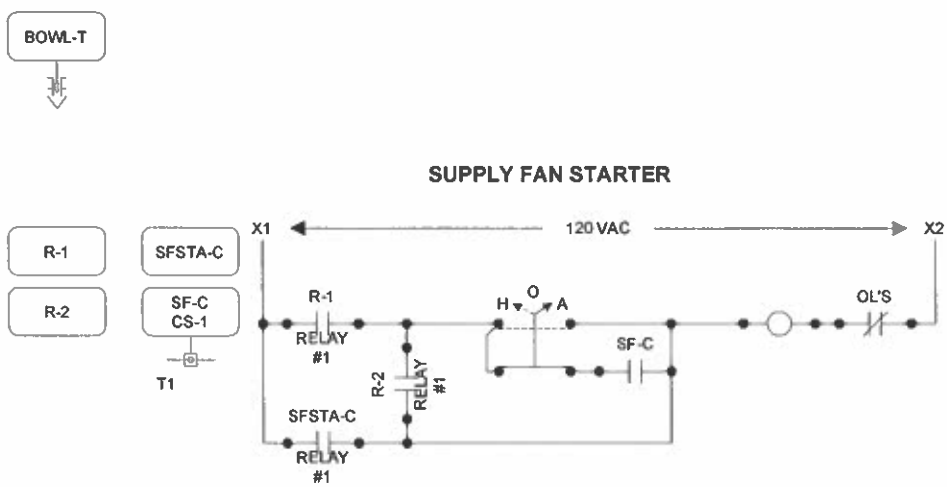 BOWL-T
SUPPLY FAN STARTER
X1
120 VAC
X2
R-1
SFSTA-C
R-2
SF-C
CS-1
T1
R-1
RELAY
#1
H
O
A
OL'S
SF-C
R-2
RELAY
#1
SFSTA-C
RELAY
#1